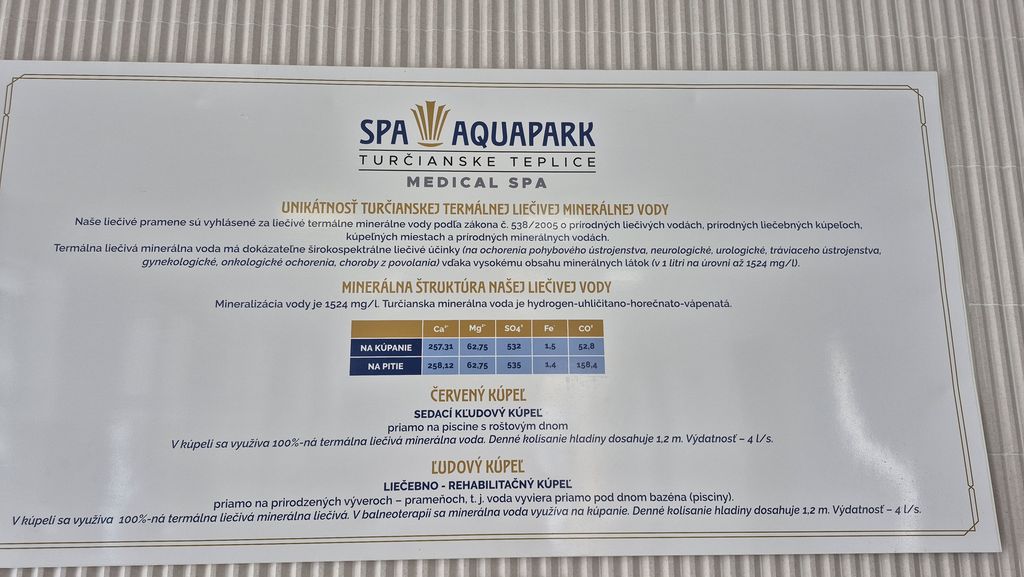 SPA AQUAPARK
TURČIANSKE TEPLICE
MEDICAL SPA
UNIKÁTNOSŤ TURČIANSKEJ TERMÁLNEJ LIEČIVEJ MINERÁLNEJ VODY
Naše liečivé pramene sú vyhlásené za liečivé termálne minerálne vody podľa zákona č. 538/2005 o prírodných liečivých vodách, prírodných liečebných kúpeľoch,
kúpeľných miestach a prírodných minerálnych vodách.
Termálna liečivá minerálna voda má dokázateľne širokospektrálne liečivé účinky (na ochorenia pohybového ústrojenstva, neurologické, urologické, tráviaceho ústrojenstva,
gynekologické, onkologické ochorenia, choroby z povolania) vďaka vysokému obsahu minerálnych látok (v 1 litri na úrovni až 1524 mg/l).
MINERÁLNA ŠTRUKTÚRA NAŠEJ LIEČIVEJ VODY
Mineralizácia vody je 1524 mg/l. Turčianska minerálna voda je hydrogen-uhličitano-horečnato-vápenatá.
Ca²⁺ Mg²⁺ SO4 Fe CO²
NA KÚPANIE 257,31 62,75 532 1,5 52,8
NA PITIE 258,12 62,75 535 1,4 158,4
ČERVENÝ KÚPEĽ
SEDACÍ KĽUDOVÝ KÚPEĽ
priamo na piscine s roštovým dnom
V kúpeli sa využíva 100%-ná termálna liečivá minerálna voda. Denné kolísanie hladiny dosahuje 1,2 m. Výdatnosť – 4 l/s.
ĽUDOVÝ KÚPEĽ
LIEČEBNO - REHABILITAČNÝ KÚPEĽ
priamo na prirodzených výveroch – prameňoch, t. j. voda vyviera priamo pod dnom bazéna (pisciny).
V kúpeli sa využíva 100%-ná termálna liečivá minerálna liečivá. V balneoterapii sa minerálna voda využíva na kúpanie. Denné kolísanie hladiny dosahuje 1,2 m. Výdatnosť – 4 l/s.